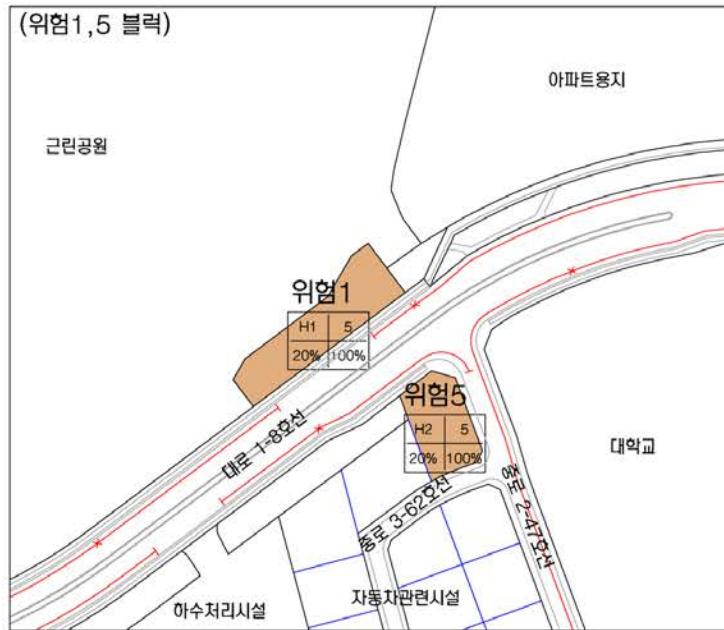 (위험1,5 블럭)
아파트용지
근린공원
위험1
H1 5
20% 100%
위험5
H2 5
20% 100%
대로 1-8호선
대학교
중로 3-62호선
중로 2-47호선
하수처리시설
자동차관련시설